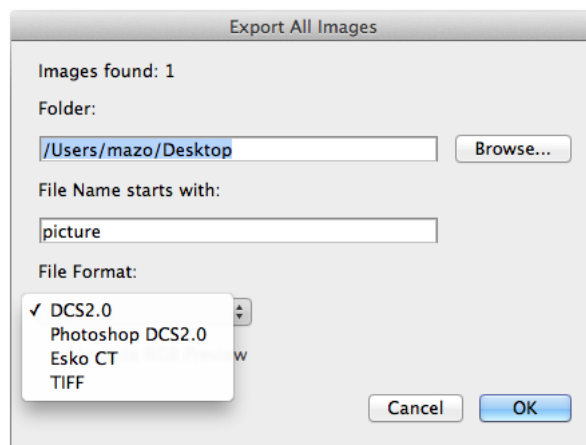 Export All Images
Images found: 1
Folder:
/Users/mazo/Desktop
Browse...
File Name starts with:
picture
File Format:
✓ DCS2.0
Photoshop DCS2.0
Esko CT
TIFF
Cancel
OK